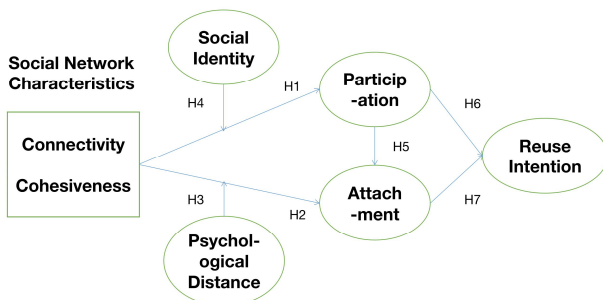 Social Network
Characteristics
Connectivity
Cohesiveness
Social
Identity
H4
H1
Particip
-ation
H6
H5
Reuse
Intention
H3
H2
Attach
-ment
H7
Psychol-
ogical
Distance